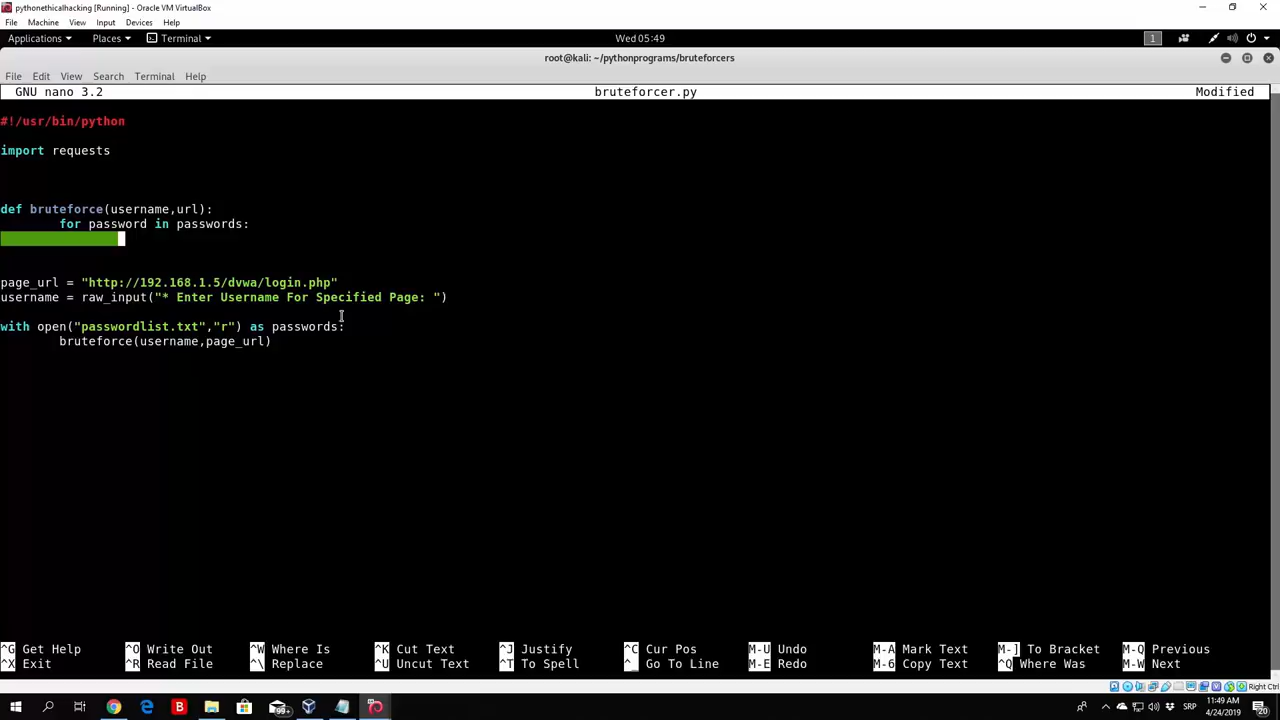 pythonethicalhacking [Running] - Oracle VM VirtualBox
File Machine View Input Devices Help
Applications Places Terminal Wed 05:49 1
root@kali: ~/pythonprograms/bruteforcers
File Edit View Search Terminal Help
GNU nano 3.2 bruteforcer.py Modified
#!/usr/bin/python
import requests
def bruteforce(username,url):
for password in passwords:
page_url = "http://192.168.1.5/dvwa/login.php"
username = raw_input("* Enter Username For Specified Page: ")
with open("passwordlist.txt","r") as passwords:
bruteforce(username,page_url)
^G Get Help ^O Write Out ^W Where Is ^K Cut Text ^J Justify ^C Cur Pos M-U Undo M-A Mark Text M-] To Bracket M-Q Previous
^X Exit ^R Read File ^\ Replace ^U Uncut Text ^T To Spell ^_ Go To Line M-E Redo M-6 Copy Text ^Q Where Was M-W Next
Right Ctrl
B 99+ SRP 11:49 AM
4/24/2019 20